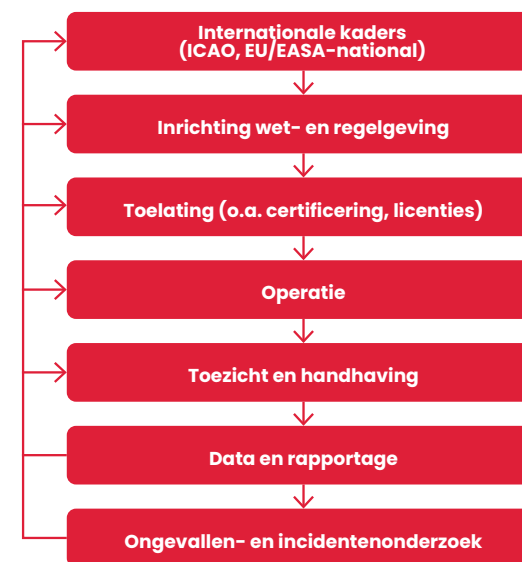 Internationale kaders
(ICAO, EU/EASA-national)
Inrichting wet- en regelgeving
Toelating (o.a. certificering, licenties)
Operatie
Toezicht en handhaving
Data en rapportage
Ongevallen- en incidentenonderzoek